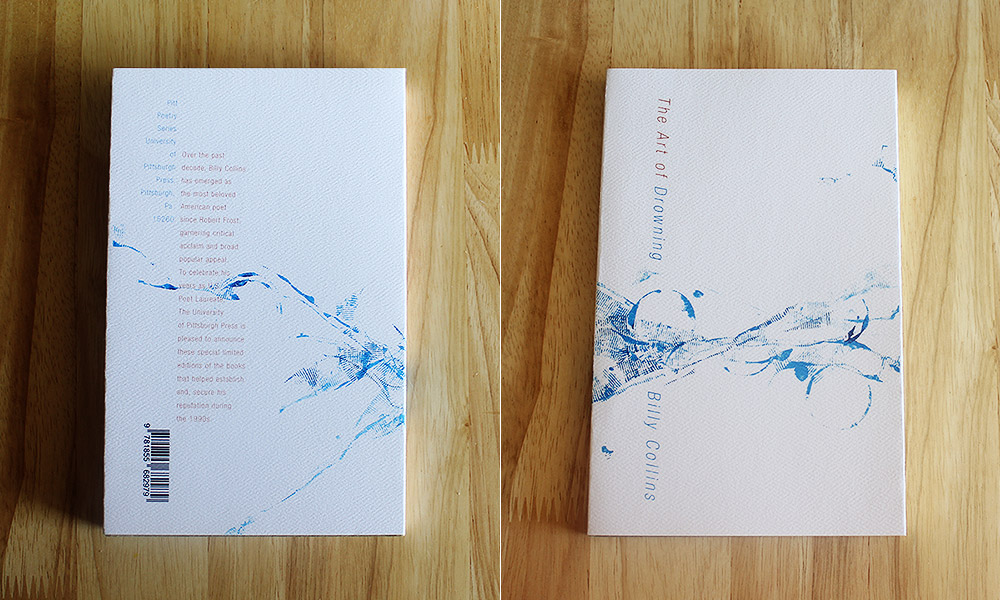 Pitt
Poetry
Series
University
of
Pittsburgh
Press.
Pittsburgh,
Pa.
15260
Over the past
decade, Billy Collins
has emerged as
the most beloved
American poet
since Robert Frost,
garnering critical
acclaim and broad
popular appeal.
To celebrate his
years as U.S.
Poet Laureate,
The University
of Pittsburgh Press is
pleased to announce
these special limited
editions of the books
that helped establish
and, secure his
reputation during
the 1990s.
9 781855 682979
The Art of Drowning
Billy Collins